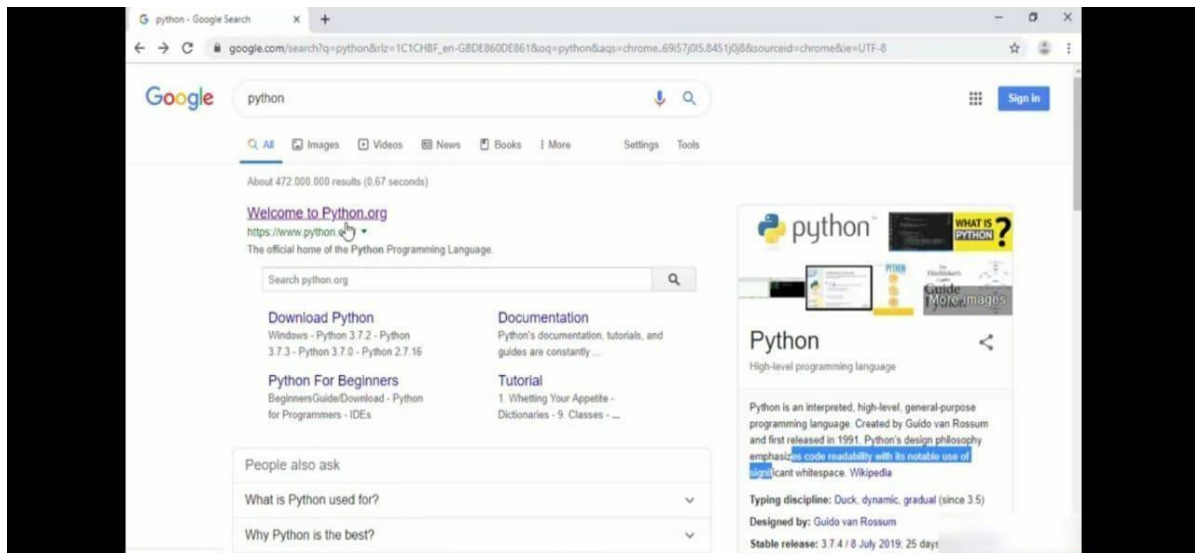 python - Google Search
google.com/search?q=python&rlz=1C1CHBF_en-GBDE860DE861&oq=python&aqs=chrome..69i57j0l5.8451j0j8&sourceid=chrome&ie=UTF-8
Google
python
Sign in
All Images Videos News Books More Settings Tools
About 472.000.000 results (0,67 seconds)
Welcome to Python.org
https://www.python.
The official home of the Python Programming Language.
Search python.org
Download Python
Windows - Python 3.7.2 - Python
3.7.3 - Python 3.7.0 - Python 2.7.16
Documentation
Python's documentation, tutorials, and
guides are constantly ...
Python For Beginners
BeginnersGuide/Download - Python
for Programmers - IDEs
Tutorial
1. Whetting Your Appetite -
Dictionaries - 9. Classes - ...
People also ask
What is Python used for?
Why Python is the best?
python
WHAT IS
PYTHON ?
PYTHON
Guide
More images
Python
High-level programming language
Python is an interpreted, high-level, general-purpose
programming language. Created by Guido van Rossum
and first released in 1991, Python's design philosophy
emphasizes code readability with its notable use of
significant whitespace. Wikipedia
Typing discipline: Duck, dynamic, gradual (since 3.5)
Designed by: Guido van Rossum
Stable release: 3.7.4 / 8 July 2019; 25 days